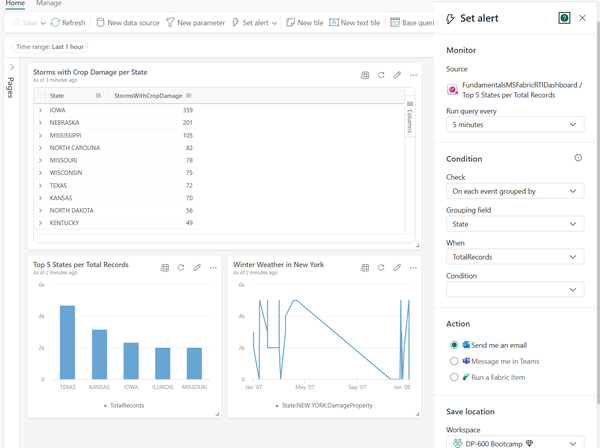 Home Manage
Save Refresh New data source New parameter Set alert New tile New text tile Base queri
Time range: Last 1 hour
Pages
Storms with Crop Damage per State
As of 3 minutes ago
State StormsWithCropDamage
IOWA 359
NEBRASKA 201
MISSISSIPPI 105
NORTH CAROLINA 82
MISSOURI 78
WISCONSIN 75
TEXAS 72
KANSAS 70
NORTH DAKOTA 56
KENTUCKY 49
Columns
Top 5 States per Total Records
As of 2 minutes ago
6k
4k
2k
0
TEXAS KANSAS IOWA ILLINOIS MISSOURI
TotalRecords
Winter Weather in New York
As of 2 minutes ago
6k
4k
2k
0
Jan '07 May '07 Sep '07 Jan '08
State:NEW YORK:DamageProperty
Set alert
Monitor
Source
FundamentalsMSFabricRTIDashboard /
Top 5 States per Total Records
Run query every
5 minutes
Condition
Check
On each event grouped by
Grouping field
State
When
TotalRecords
Condition
Action
Send me an email
Message me in Teams
Run a Fabric item
Save location
Workspace
DP-600 Bootcamp